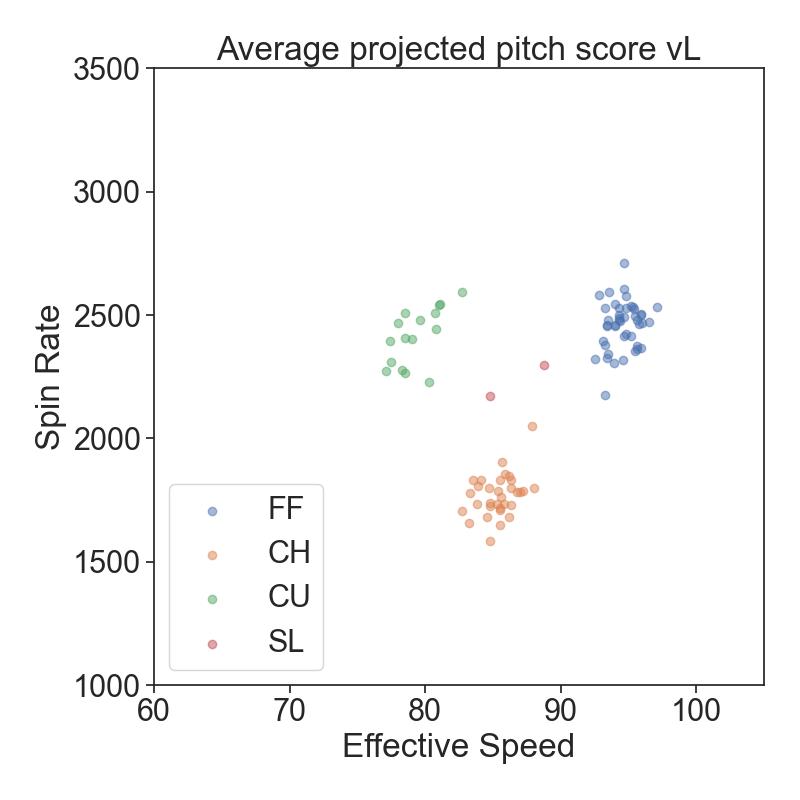 Average projected pitch score vL
3500
3000
2500
2000
1500
1000
Spin Rate
FF
CH
CU
SL
60 70 80 90 100
Effective Speed